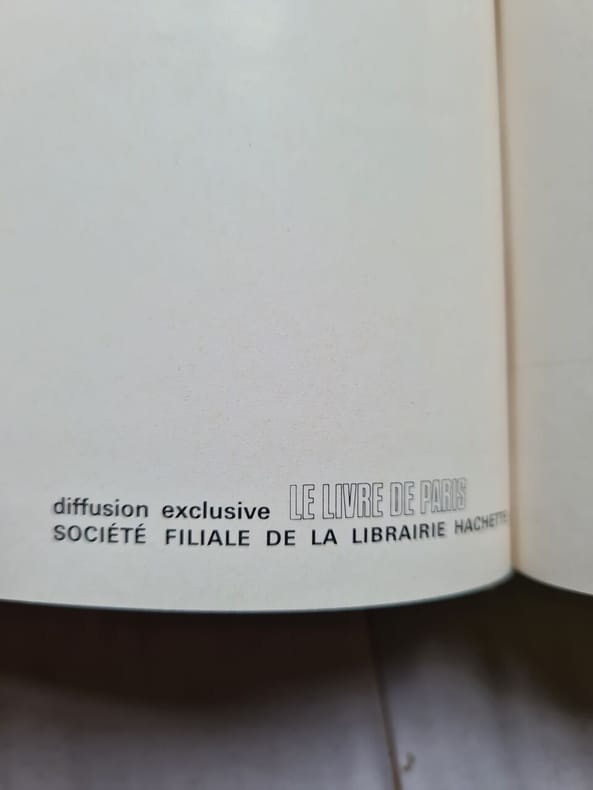 diffusion exclusive LE LIVRE DE PARIS
SOCIÉTÉ FILIALE DE LA LIBRAIRIE HACHETTE